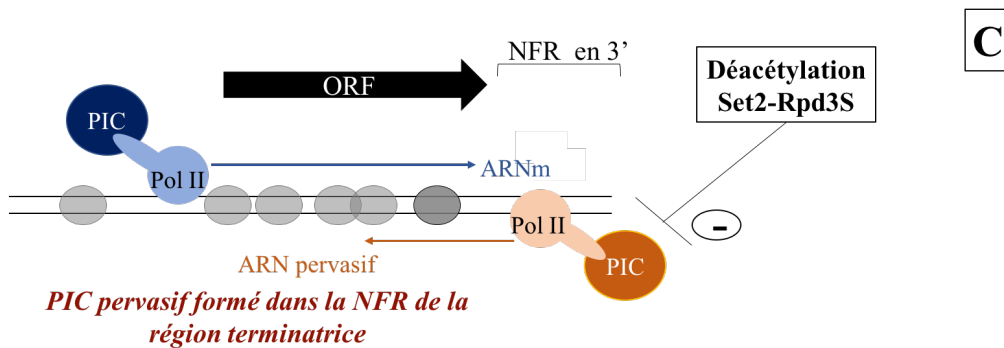 C
NFR en 3’
Déacétylation
Set2-Rpd3S
ORF
PIC
Pol II
ARNm
Pol II
-
PIC
ARN pervasif
PIC pervasif formé dans la NFR de la
région terminatrice